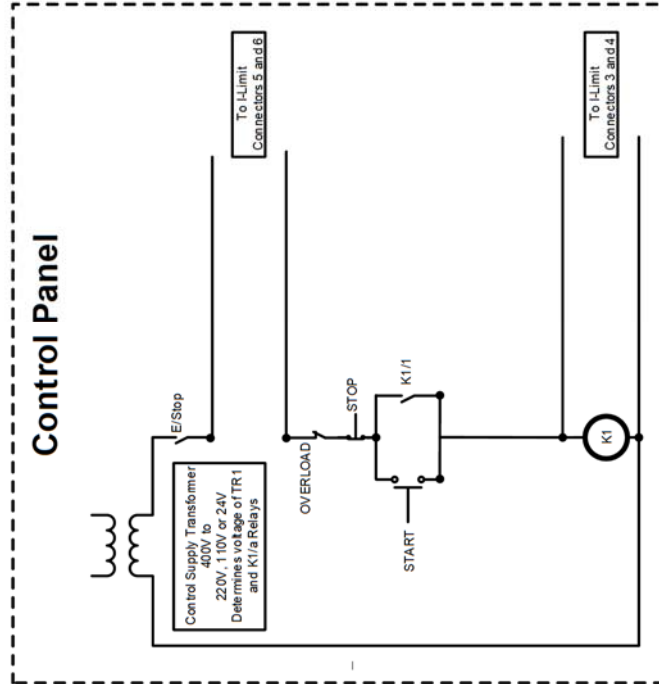 Control Panel
E/Stop
Control Supply Transformer
400V to
220V, 110V or 24V
Determines voltage of TR1
and K1/a Relays
To I-Limit
Connectors 5 and 6
OVERLOAD
STOP
START
K1/1
To I-Limit
Connectors 3 and 4
K1